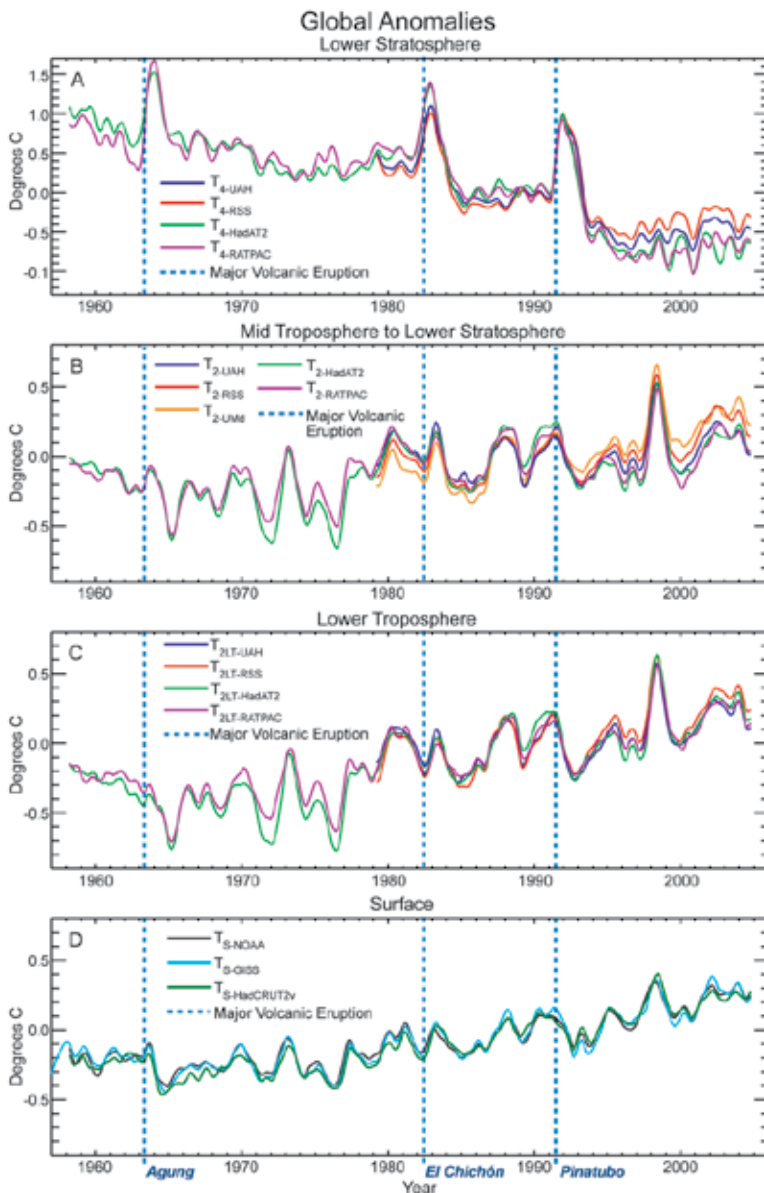 Global Anomalies
Lower Stratosphere
A
Degrees C
1.5
1.0
0.5
0.0
-0.5
-0.1
T4-UAH
T4-RSS
T4-HadAT2
T4-RATPAC
Major Volcanic Eruption
1960 1970 1980 1990 2000
Mid Troposphere to Lower Stratosphere
B
Degrees C
0.5
0.0
-0.5
T2-UAH
T2-RSS
T2-UMd
T2-HadAT2
T2-RATPAC
Major Volcanic
Eruption
1960 1970 1980 1990 2000
Lower Troposphere
C
Degrees C
0.5
0.0
-0.5
T2LT-UAH
T2LT-RSS
T2LT-HadAT2
T2LT-RATPAC
Major Volcanic Eruption
1960 1970 1980 1990 2000
Surface
D
Degrees C
0.5
0.0
-0.5
TS-NOAA
TS-GISS
TS-HadCRUT2v
Major Volcanic Eruption
1960 1970 1980 1990 2000
Agung El Chichón Pinatubo
Year